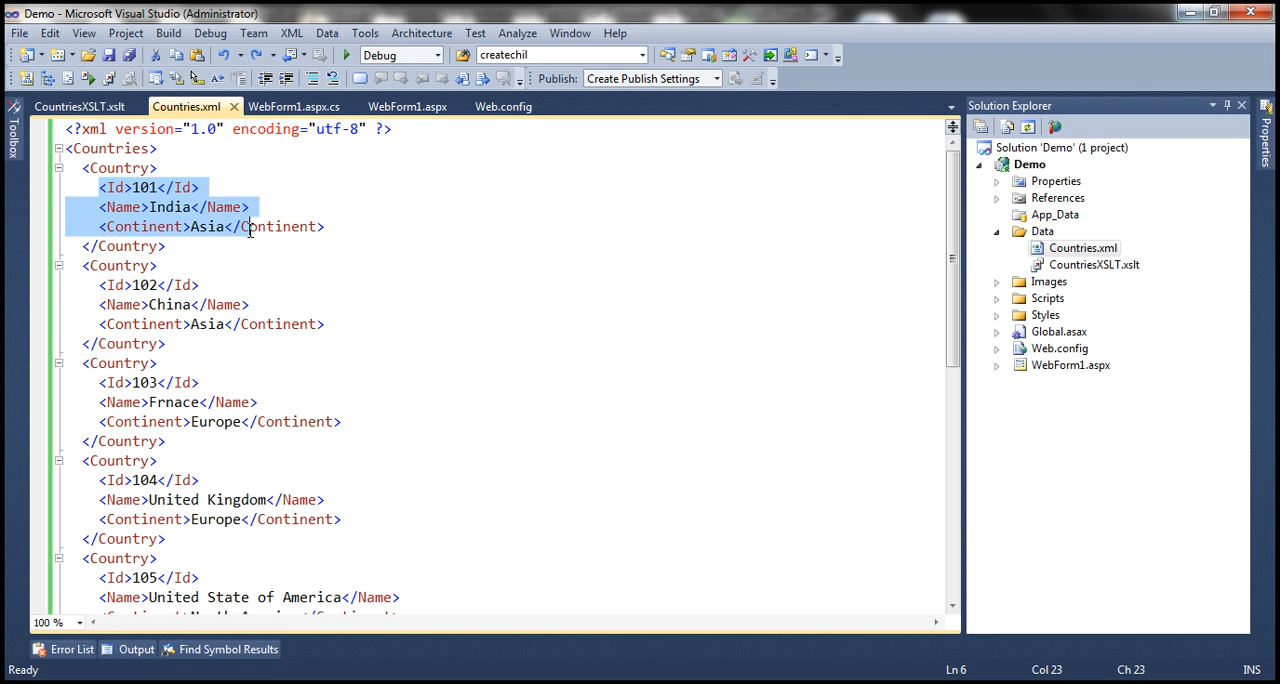 Demo - Microsoft Visual Studio (Administrator)
File Edit View Project Build Debug Team XML Data Tools Architecture Test Analyze Window Help
Debug createchil
Publish: Create Publish Settings
CountriesXSLT.xslt Countries.xml WebForm1.aspx.cs WebForm1.aspx Web.config
Toolbox
<?xml version="1.0" encoding="utf-8" ?>
<Countries>
<Country>
<Id>101</Id>
<Name>India</Name>
<Continent>Asia</Continent>
</Country>
<Country>
<Id>102</Id>
<Name>China</Name>
<Continent>Asia</Continent>
</Country>
<Country>
<Id>103</Id>
<Name>Frnace</Name>
<Continent>Europe</Continent>
</Country>
<Country>
<Id>104</Id>
<Name>United Kingdom</Name>
<Continent>Europe</Continent>
</Country>
<Country>
<Id>105</Id>
<Name>United State of America</Name>
100 %
Solution Explorer
Solution 'Demo' (1 project)
Demo
Properties
References
App_Data
Data
Countries.xml
CountriesXSLT.xslt
Images
Scripts
Styles
Global.asax
Web.config
WebForm1.aspx
Properties
Error List Output Find Symbol Results
Ready Ln 6 Col 23 Ch 23 INS